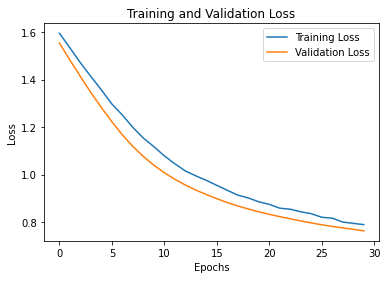 Training and Validation Loss
Training Loss
Validation Loss
Loss
1.6
1.4
1.2
1.0
0.8
0 5 10 15 20 25 30
Epochs